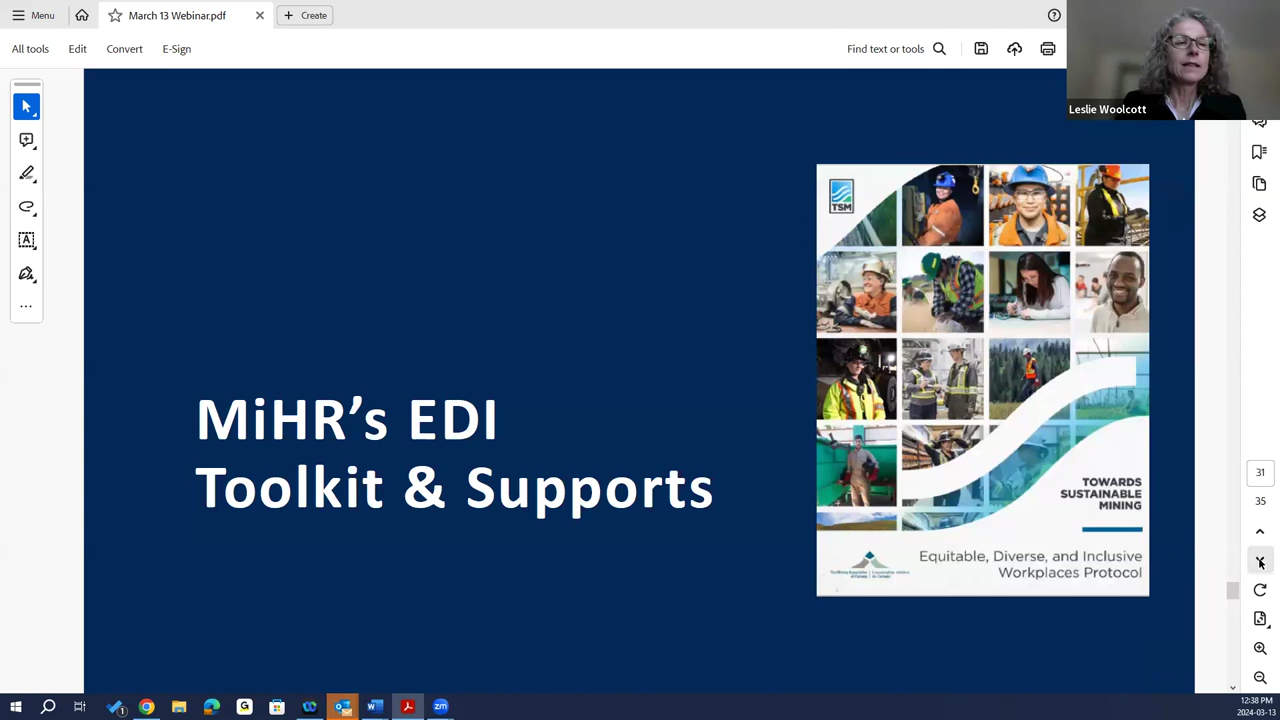 Menu
March 13 Webinar.pdf
Create
All tools
Edit
Convert
E-Sign
Find text or tools
Leslie Woolcott
TSM
MiHR's EDI
Toolkit & Supports
TOWARDS
SUSTAINABLE
MINING
Equitable, Diverse, and Inclusive
Workplaces Protocol
31
35
12:38 PM
2024-03-13